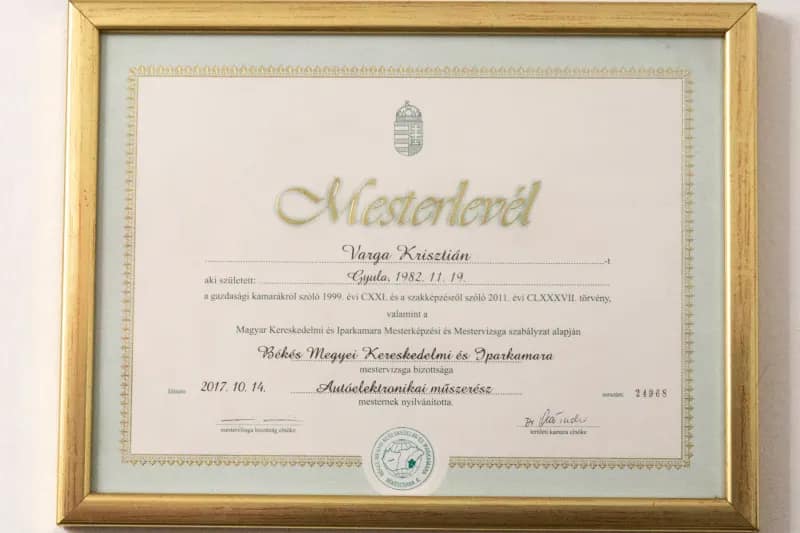 Mesterlevél
Varga Krisztián -t
aki született: Gyula, 1982. 11. 19.
a gazdasági kamarákról szóló 1999. évi CXXI. és a szakképzésről szóló 2011. évi CLXXXVII. törvény,
valamint a
Magyar Kereskedelmi és Iparkamara Mesterképzési és Mestervizsga szabályzat alapján
Békés Megyei Kereskedelmi és Iparkamara
mestervizsga bizottsága
2017. 10. 14. Autóelektronikai műszerész 24968
mesternek nyilvánította.
mestervizsga bizottság elnöke
területi kamara elnöke